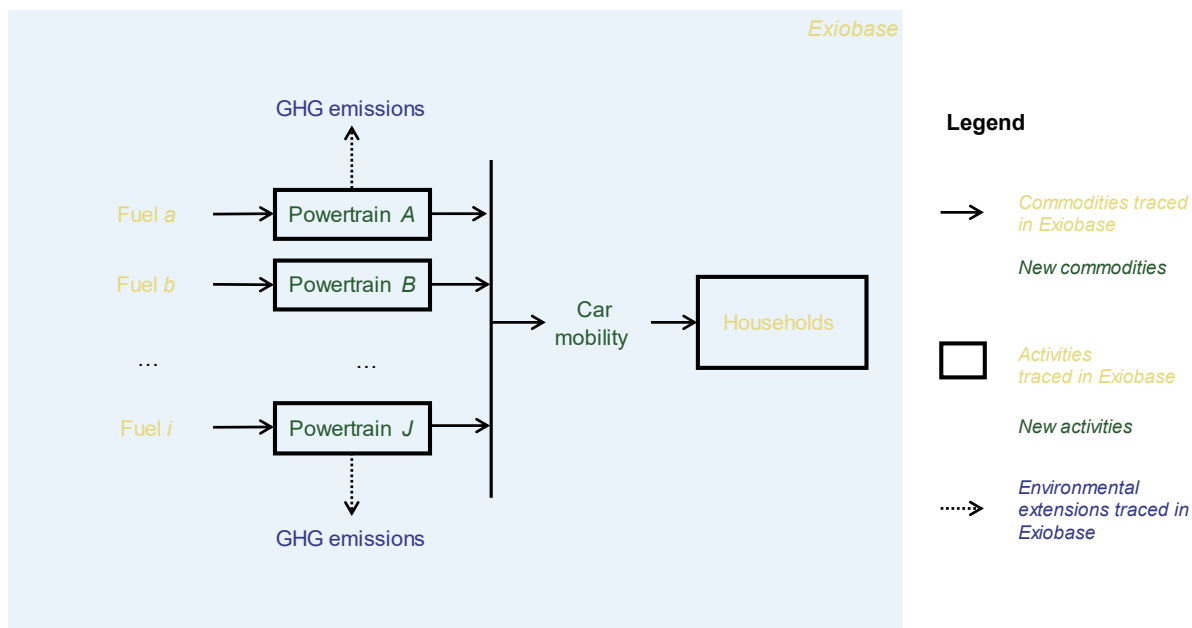 Exiobase
GHG emissions
Fuel a
Powertrain A
Fuel b
Powertrain B
Car
mobility
Households
...
...
Fuel i
Powertrain J
GHG emissions
Legend
Commodities traced
in Exiobase
New commodities
Activities
traced in Exiobase
New activities
Environmental
extensions traced in
Exiobase